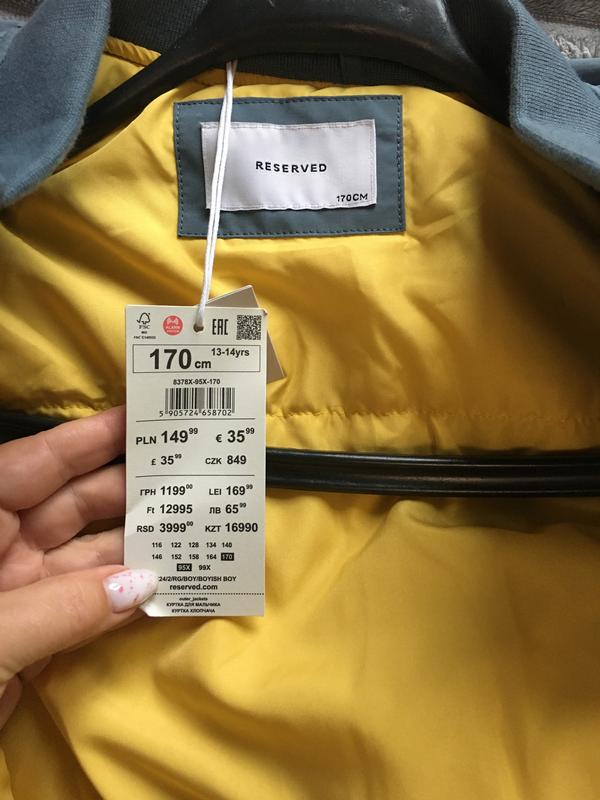 RESERVED
170CM
FSC
MIX
ALARM
EAC
170 cm 13-14yrs
8378X-95X-170
5 905724 658702
PLN 149⁹⁹ € 35⁹⁹
£ 35⁹⁹ CZK 849
ГРН 1199⁰⁰ LEI 169⁹⁹
Ft 12995 ЛВ 65⁹⁹
RSD 3999⁰⁰ KZT 16990
116 122 128 134 140
146 152 158 164 170
95X 99X
24/2/RG/BOY/BOYISH BOY
reserved.com
outer_jackets
КУРТКА ДЛЯ МАЛЬЧИКА
КУРТКА ХЛОПЧАЧА